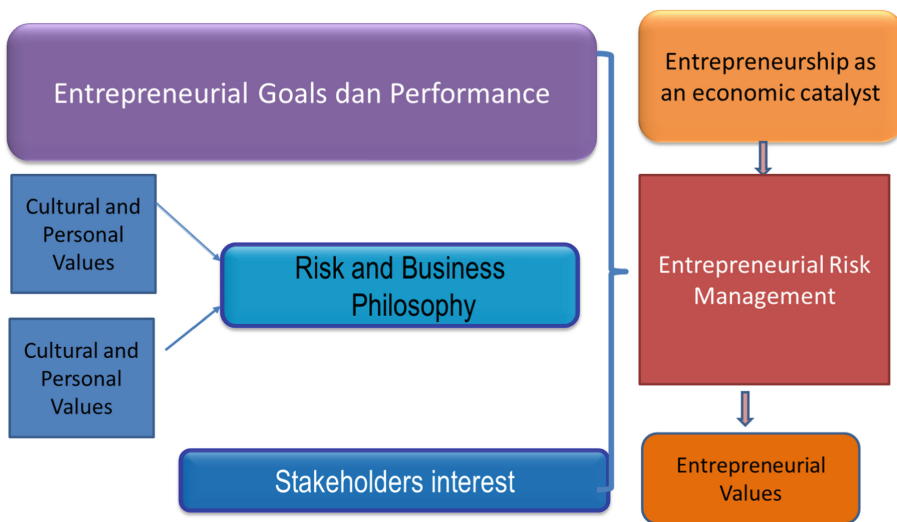 Entrepreneurial Goals dan Performance
Entrepreneurship as
an economic catalyst
Cultural and
Personal
Values
Risk and Business
Philosophy
Entrepreneurial Risk
Management
Cultural and
Personal
Values
Stakeholders interest
Entrepreneurial
Values